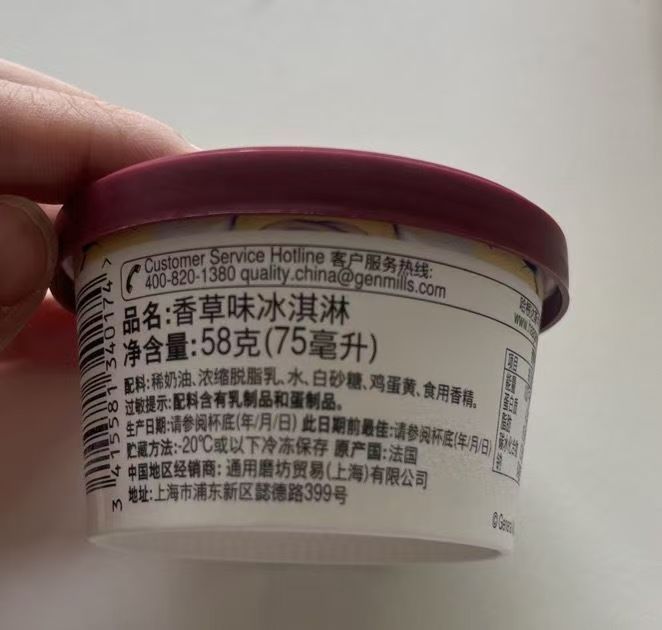 Customer Service Hotline 客户服务热线:
400-820-1380 quality.china@genmills.com
品名:香草味冰淇淋
净含量:58克(75毫升)
配料:稀奶油、浓缩脱脂乳、水、白砂糖、鸡蛋黄、食用香精。
过敏提示:配料含有乳制品和蛋制品。
生产日期:请参阅杯底(年/月/日) 此日期前最佳:请参阅杯底(年/月/日)
贮藏方法:-20℃或以下冷冻保存 原产国:法国
中国地区经销商: 通用磨坊贸易(上海)有限公司
地址:上海市浦东新区懿德路399号
3 415581 340174 >
www.
项目
© General